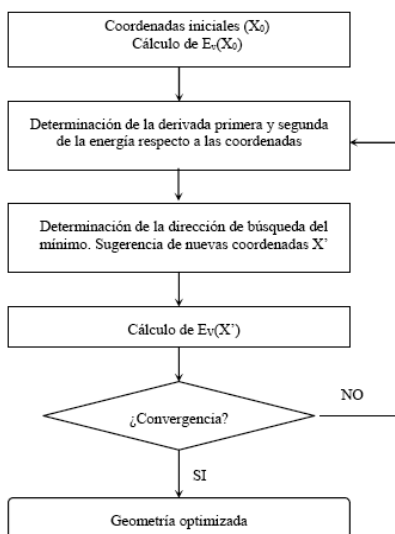 Coordenadas iniciales (X₀)
Cálculo de Eᵥ(X₀)
Determinación de la derivada primera y segunda
de la energía respecto a las coordenadas
Determinación de la dirección de búsqueda del
mínimo. Sugerencia de nuevas coordenadas X’
Cálculo de Eᵥ(X’)
¿Convergencia?
NO
SI
Geometría optimizada